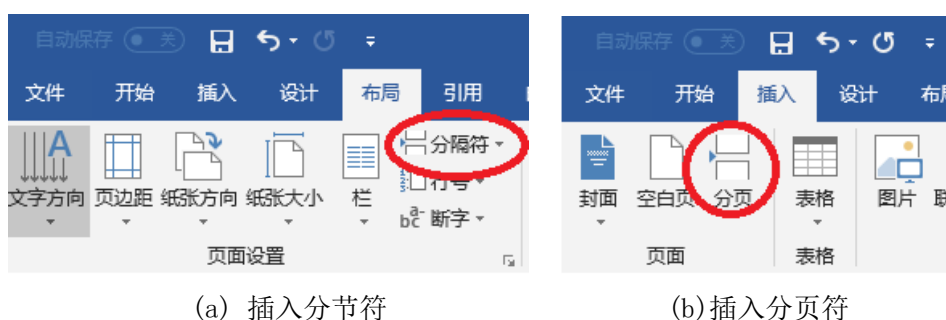 自动保存 关
文件 开始 插入 设计 布局 引用
文字方向 页边距 纸张方向 纸张大小 栏
分隔符
行号
断字
页面设置
(a) 插入分节符
自动保存 关
文件 开始 插入 设计 布局
封面 空白页 分页 表格 图片
页面 表格
(b)插入分页符